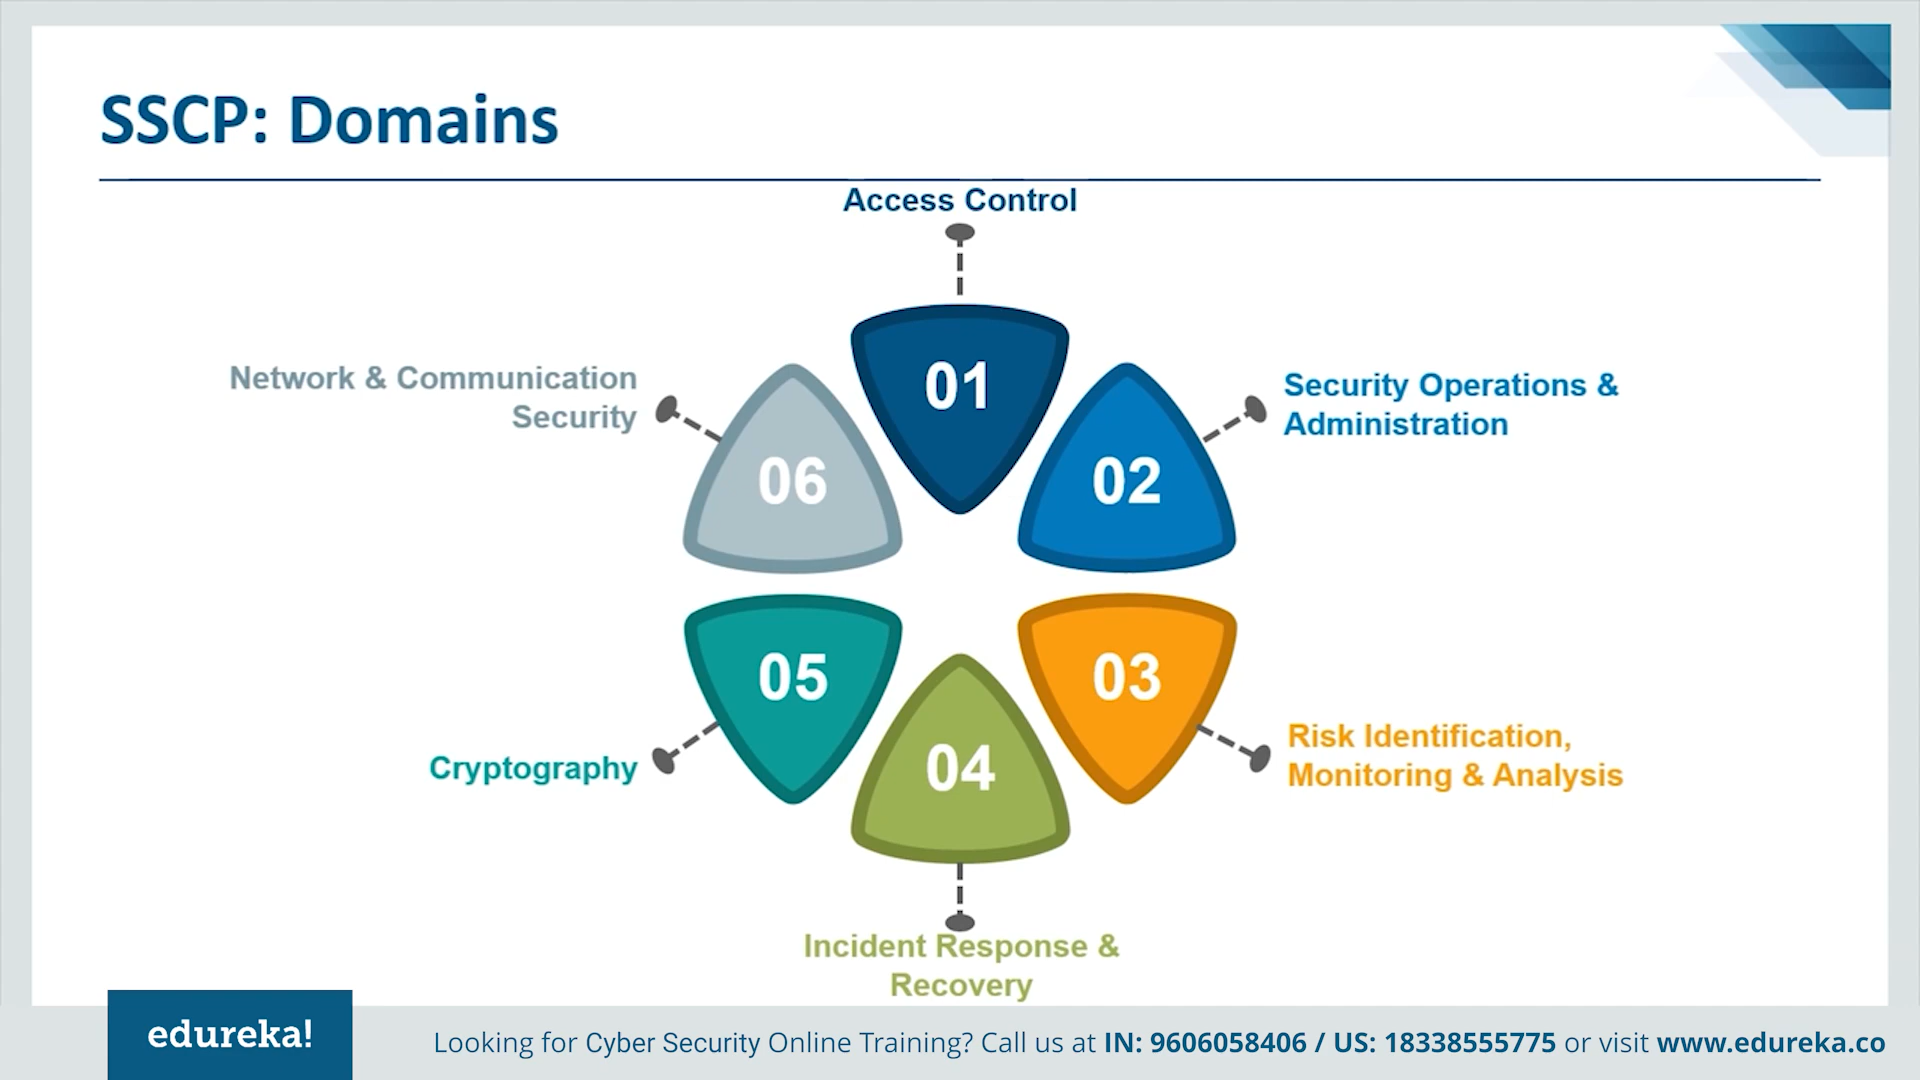 SSCP: Domains
Access Control
01
Security Operations &
Administration
02
Risk Identification,
Monitoring & Analysis
03
Incident Response &
Recovery
04
Cryptography
05
Network & Communication
Security
06
edureka!
Looking for Cyber Security Online Training? Call us at IN: 9606058406 / US: 18338555775 or visit www.edureka.co